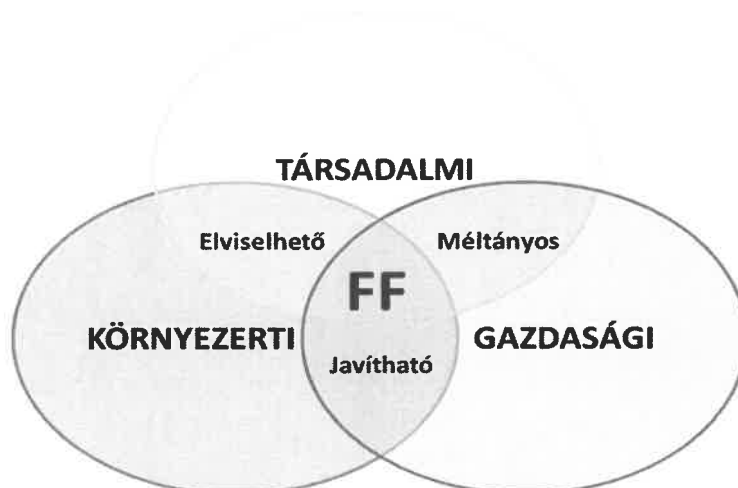 TÁRSADALMI
Elviselhető
Méltányos
FF
KÖRNYEZERTI
GAZDASÁGI
Javítható